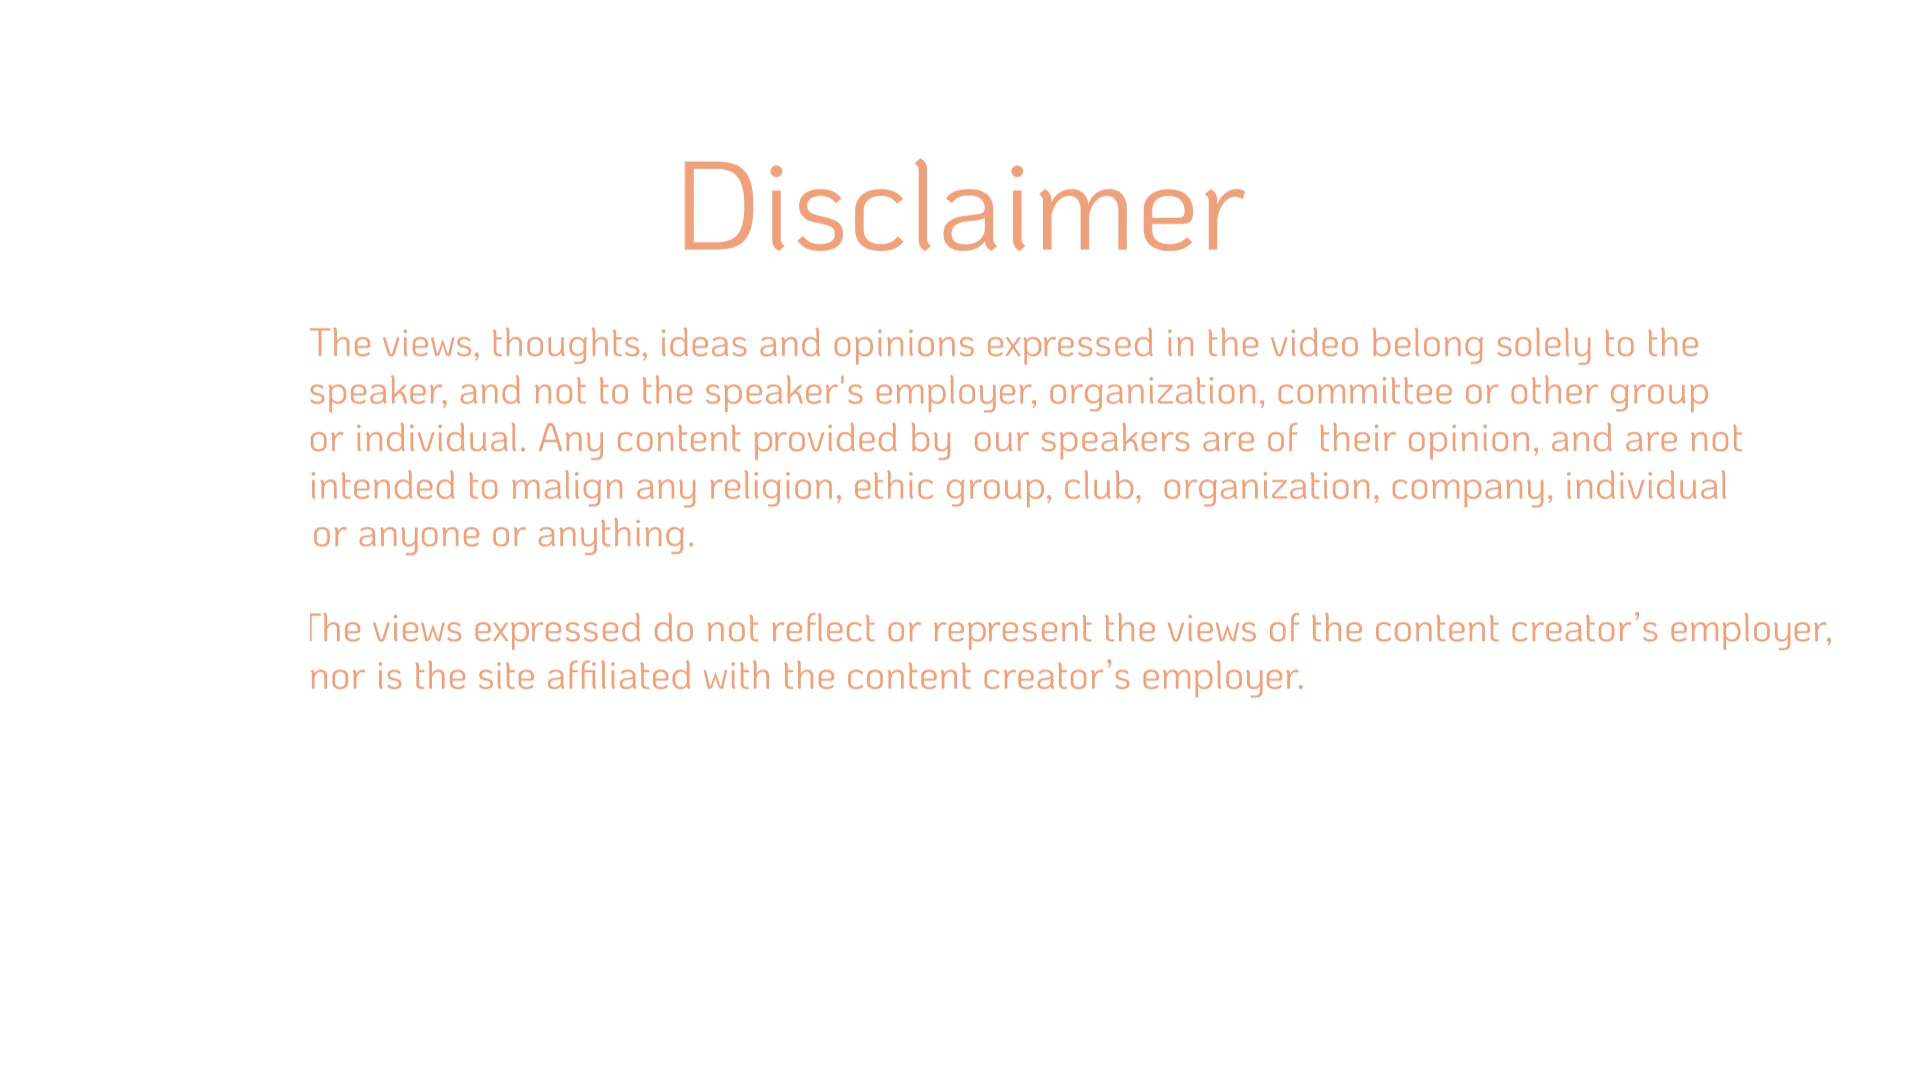 Disclaimer
The views, thoughts, ideas and opinions expressed in the video belong solely to the
speaker, and not to the speaker's employer, organization, committee or other group
or individual. Any content provided by  our speakers are of  their opinion, and are not
intended to malign any religion, ethic group, club,  organization, company, individual
or anyone or anything.
The views expressed do not reflect or represent the views of the content creator’s employer,
nor is the site affiliated with the content creator’s employer.